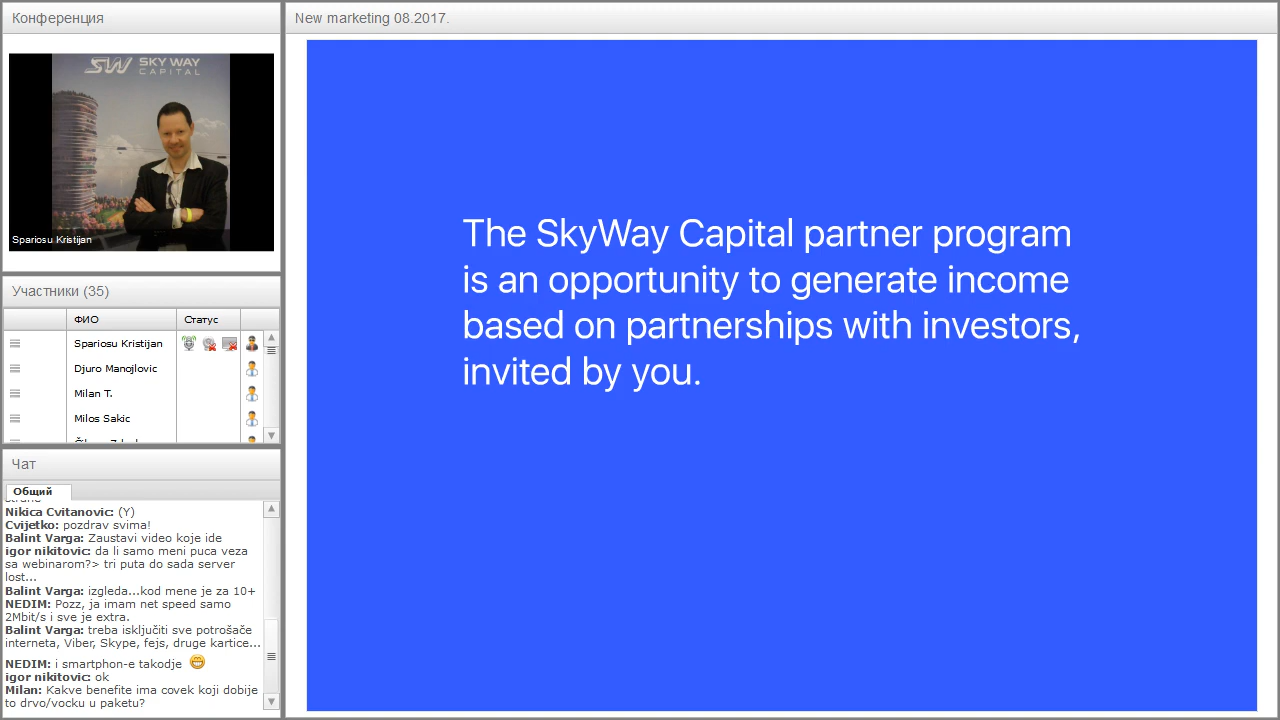 Конференция
SW SKY WAY
CAPITAL
Spariosu Kristijan
Участники (35)
ФИО Статус
Spariosu Kristijan
Djuro Manojlovic
Milan T.
Milos Sakic
Чат
Общий
Nikica Cvitanovic: (Y)
Cvijetko: pozdrav svima!
Balint Varga: Zaustavi video koje ide
igor nikitovic: da li samo meni puca veza
sa webinarom?> tri puta do sada server
lost...
Balint Varga: izgleda...kod mene je za 10+
NEDIM: Pozz, ja imam net speed samo
2Mbit/s i sve je extra.
Balint Varga: treba isključiti sve potrošače
interneta, Viber, Skype, fejs, druge kartice...
NEDIM: i smartphon-e takodje
igor nikitovic: ok
Milan: Kakve benefite ima covek koji dobije
to drvo/vocku u paketu?
New marketing 08.2017.
The SkyWay Capital partner program
is an opportunity to generate income
based on partnerships with investors,
invited by you.